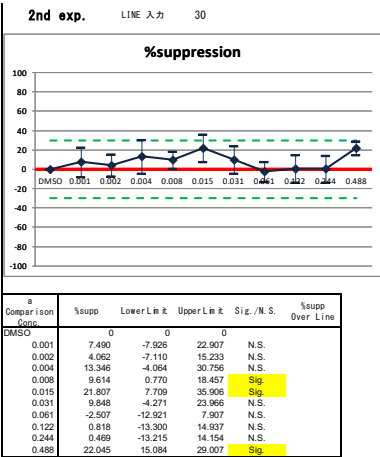 2nd exp. LINE 入力 30
%suppression
100
80
60
40
20
0
-20
-40
-60
-80
-100
DMSO 0.001 0.002 0.004 0.008 0.015 0.031 0.061 0.122 0.244 0.488
a
Comparison
Conc. %supp LowerLimit UpperLimit Sig./N.S. %supp
Over Line
DMSO 0 0 0
0.001 7.490 -7.926 22.907 N.S.
0.002 4.062 -7.110 15.233 N.S.
0.004 13.346 -4.064 30.756 N.S.
0.008 9.614 0.770 18.457 Sig.
0.015 21.807 7.709 35.906 Sig.
0.031 9.848 -4.271 23.966 N.S.
0.061 -2.507 -12.921 7.907 N.S.
0.122 0.818 -13.300 14.937 N.S.
0.244 0.469 -13.215 14.154 N.S.
0.488 22.045 15.084 29.007 Sig.